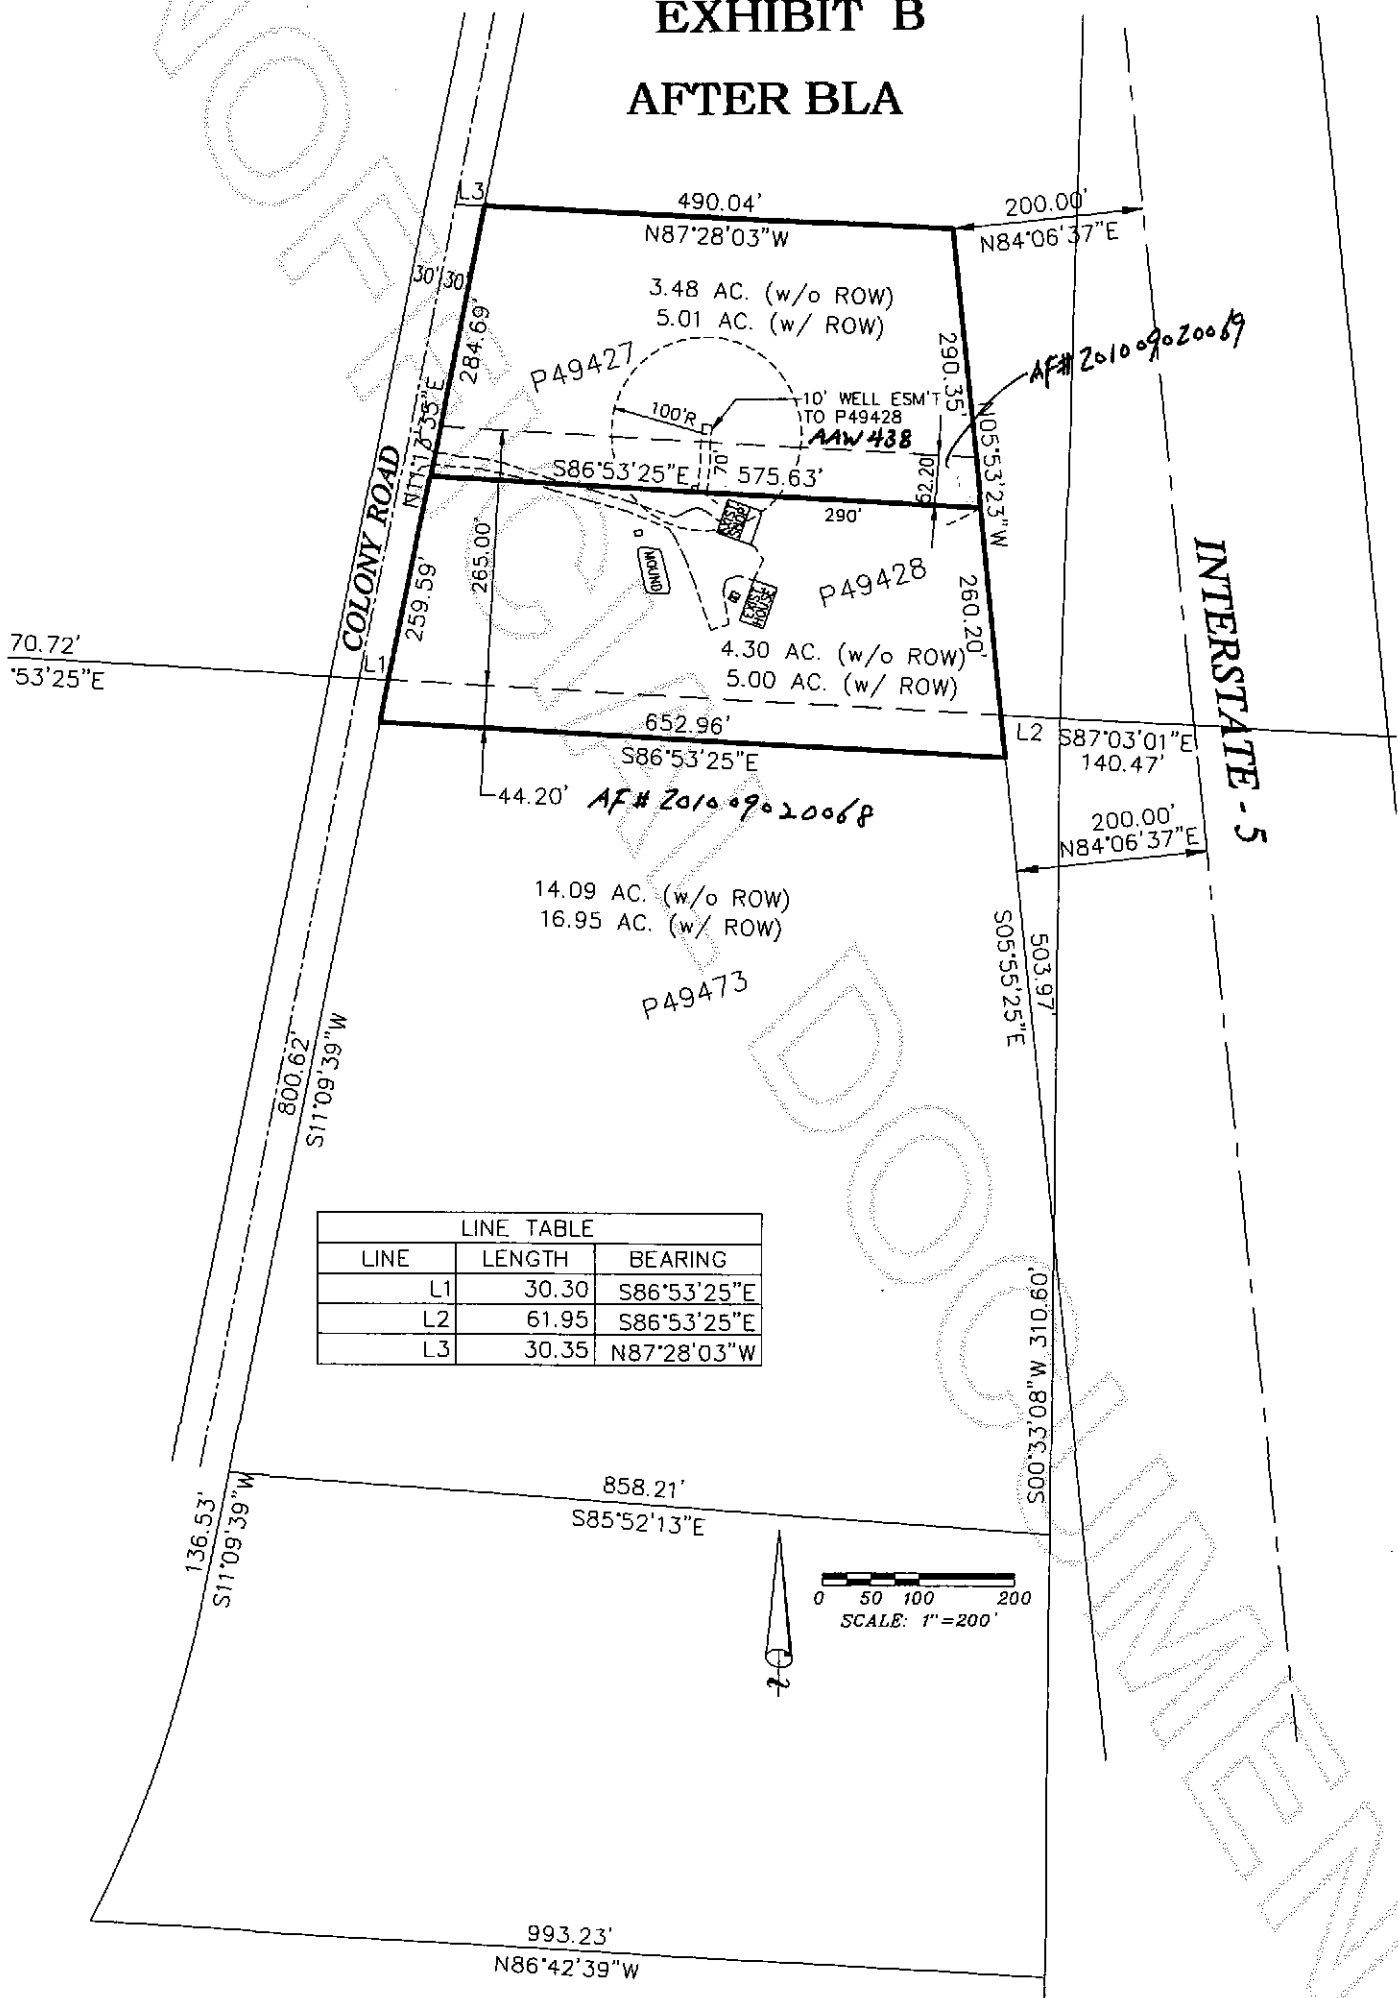 EXHIBIT B
AFTER BLA
L3
490.04'
N87°28'03"W
200.00'
N84°06'37"E
30' 30'
284.69'
3.48 AC. (w/o ROW)
5.01 AC. (w/ ROW)
P49427
290.35'
AF# 201009020069
100'R
10' WELL ESM'T
TO P49428
AAW 438
70'
S86°53'25"E 575.63'
62.20'
N05°53'23"W
290'
COLONY ROAD
265.00'
259.59'
EXIST
SHOP
MOUND
EXIST
HOUSE
P49428
260.20'
INTERSTATE - 5
4.30 AC. (w/o ROW)
5.00 AC. (w/ ROW)
70.72'
°53'25"E
L1
652.96'
S86°53'25"E
L2
S87°03'01"E
140.47'
44.20'
AF# 201009020068
200.00'
N84°06'37"E
14.09 AC. (w/o ROW)
16.95 AC. (w/ ROW)
P49473
503.97'
S05°55'25"E
800.62'
S11°09'39"W
LINE TABLE
LINE LENGTH BEARING
L1 30.30 S86°53'25"E
L2 61.95 S86°53'25"E
L3 30.35 N87°28'03"W
S00°33'08"W 310.60'
858.21'
S85°52'13"E
136.53'
S11°09'39"W
0 50 100 200
SCALE: 1"=200'
993.23'
N86°42'39"W
UNOFFICIAL DOCUMEN